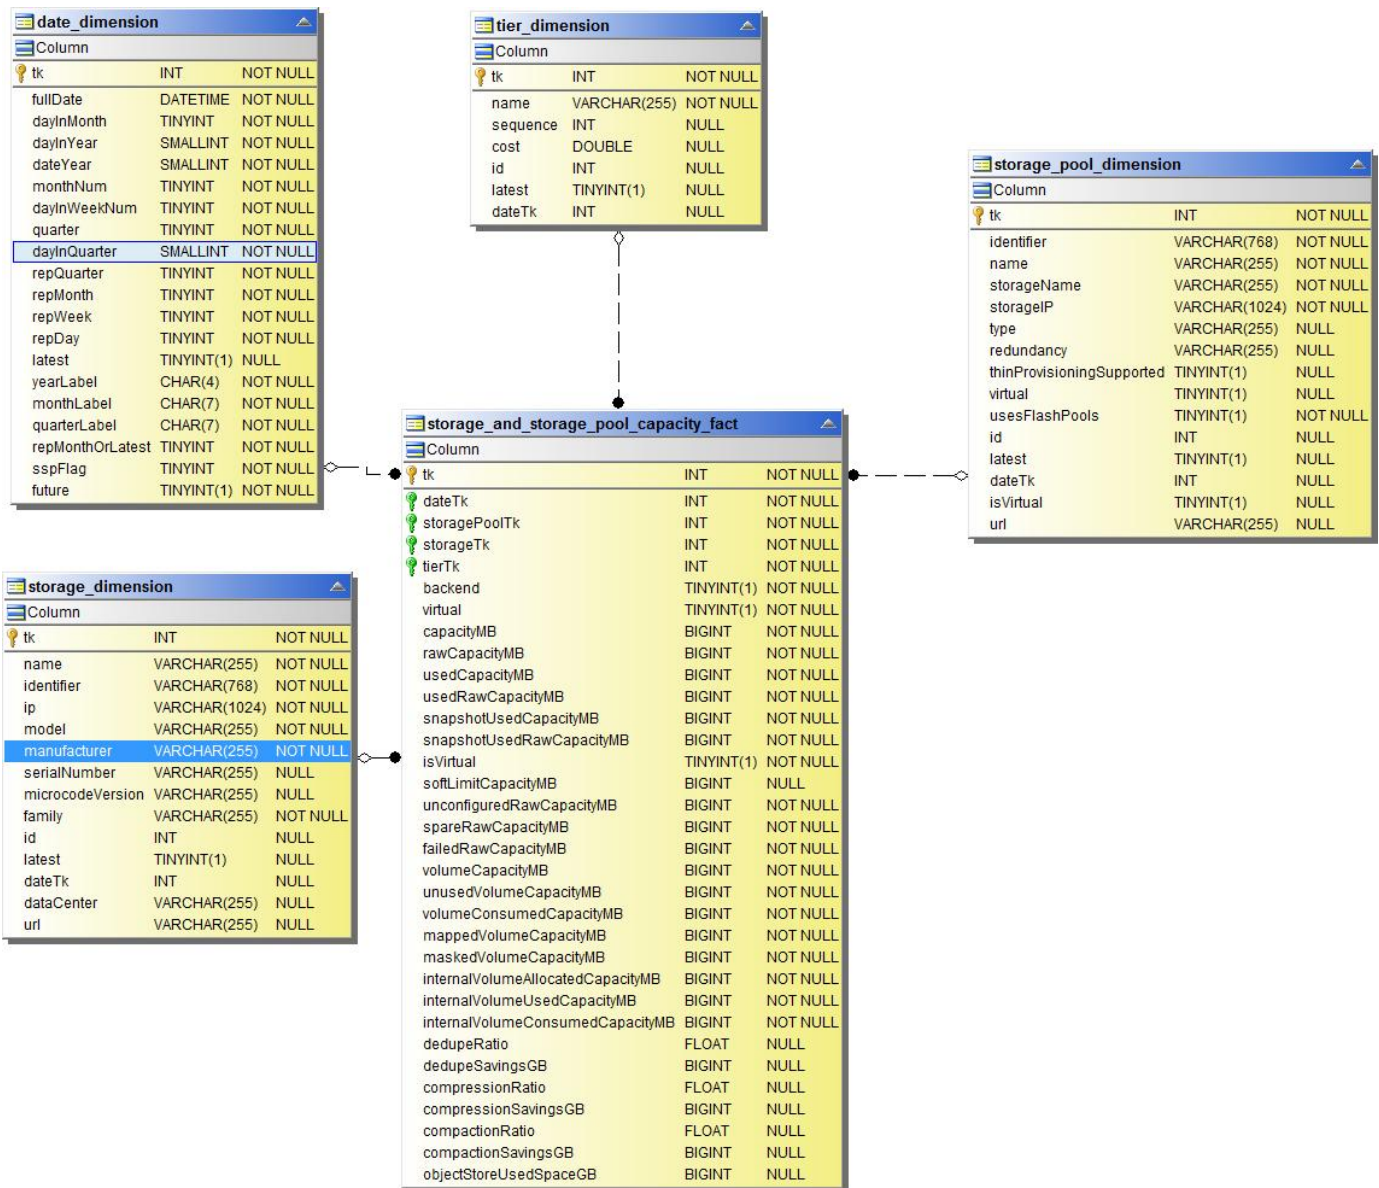 date_dimension
Column
tk INT NOT NULL
fullDate DATETIME NOT NULL
dayInMonth TINYINT NOT NULL
dayInYear SMALLINT NOT NULL
dateYear SMALLINT NOT NULL
monthNum TINYINT NOT NULL
dayInWeekNum TINYINT NOT NULL
quarter TINYINT NOT NULL
dayInQuarter SMALLINT NOT NULL
repQuarter TINYINT NOT NULL
repMonth TINYINT NOT NULL
repWeek TINYINT NOT NULL
repDay TINYINT NOT NULL
latest TINYINT(1) NULL
yearLabel CHAR(4) NOT NULL
monthLabel CHAR(7) NOT NULL
quarterLabel CHAR(7) NOT NULL
repMonthOrLatest TINYINT NOT NULL
sspFlag TINYINT NOT NULL
future TINYINT(1) NOT NULL
tier_dimension
Column
tk INT NOT NULL
name VARCHAR(255) NOT NULL
sequence INT NULL
cost DOUBLE NULL
id INT NULL
latest TINYINT(1) NULL
dateTk INT NULL
storage_pool_dimension
Column
tk INT NOT NULL
identifier VARCHAR(768) NOT NULL
name VARCHAR(255) NOT NULL
storageName VARCHAR(255) NOT NULL
storageIP VARCHAR(1024) NOT NULL
type VARCHAR(255) NULL
redundancy VARCHAR(255) NULL
thinProvisioningSupported TINYINT(1) NULL
virtual TINYINT(1) NULL
usesFlashPools TINYINT(1) NOT NULL
id INT NULL
latest TINYINT(1) NULL
dateTk INT NULL
isVirtual TINYINT(1) NULL
url VARCHAR(255) NULL
storage_dimension
Column
tk INT NOT NULL
name VARCHAR(255) NOT NULL
identifier VARCHAR(768) NOT NULL
ip VARCHAR(1024) NOT NULL
model VARCHAR(255) NOT NULL
manufacturer VARCHAR(255) NOT NULL
serialNumber VARCHAR(255) NULL
microcodeVersion VARCHAR(255) NULL
family VARCHAR(255) NOT NULL
id INT NULL
latest TINYINT(1) NULL
dateTk INT NULL
dataCenter VARCHAR(255) NULL
url VARCHAR(255) NULL
storage_and_storage_pool_capacity_fact
Column
tk INT NOT NULL
dateTk INT NOT NULL
storagePoolTk INT NOT NULL
storageTk INT NOT NULL
tierTk INT NOT NULL
backend TINYINT(1) NOT NULL
virtual TINYINT(1) NOT NULL
capacityMB BIGINT NOT NULL
rawCapacityMB BIGINT NOT NULL
usedCapacityMB BIGINT NOT NULL
usedRawCapacityMB BIGINT NOT NULL
snapshotUsedCapacityMB BIGINT NOT NULL
snapshotUsedRawCapacityMB BIGINT NOT NULL
isVirtual TINYINT(1) NOT NULL
softLimitCapacityMB BIGINT NULL
unconfiguredRawCapacityMB BIGINT NOT NULL
spareRawCapacityMB BIGINT NOT NULL
failedRawCapacityMB BIGINT NOT NULL
volumeCapacityMB BIGINT NOT NULL
unusedVolumeCapacityMB BIGINT NOT NULL
volumeConsumedCapacityMB BIGINT NOT NULL
mappedVolumeCapacityMB BIGINT NOT NULL
maskedVolumeCapacityMB BIGINT NOT NULL
internalVolumeAllocatedCapacityMB BIGINT NOT NULL
internalVolumeUsedCapacityMB BIGINT NOT NULL
internalVolumeConsumedCapacityMB BIGINT NOT NULL
dedupeRatio FLOAT NULL
dedupeSavingsGB BIGINT NULL
compressionRatio FLOAT NULL
compressionSavingsGB BIGINT NULL
compactionRatio FLOAT NULL
compactionSavingsGB BIGINT NULL
objectStoreUsedSpaceGB BIGINT NULL